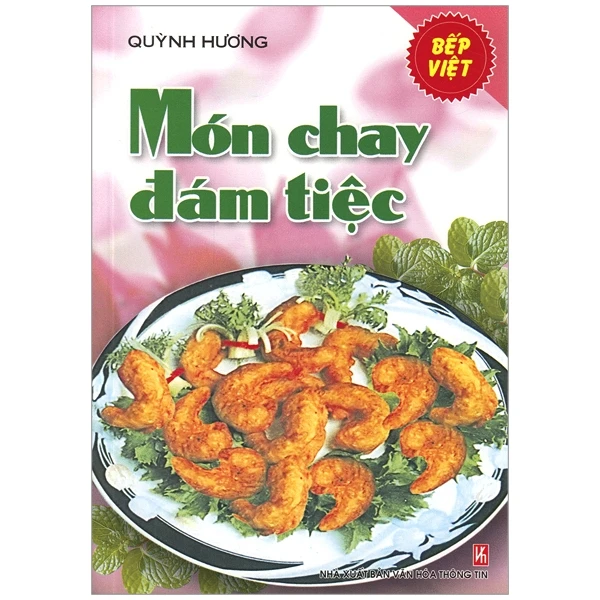 QUỲNH HƯƠNG
BẾP
VIỆT
Món chay
đám tiệc
NHÀ XUẤT BẢN VĂN HÓA THÔNG TIN